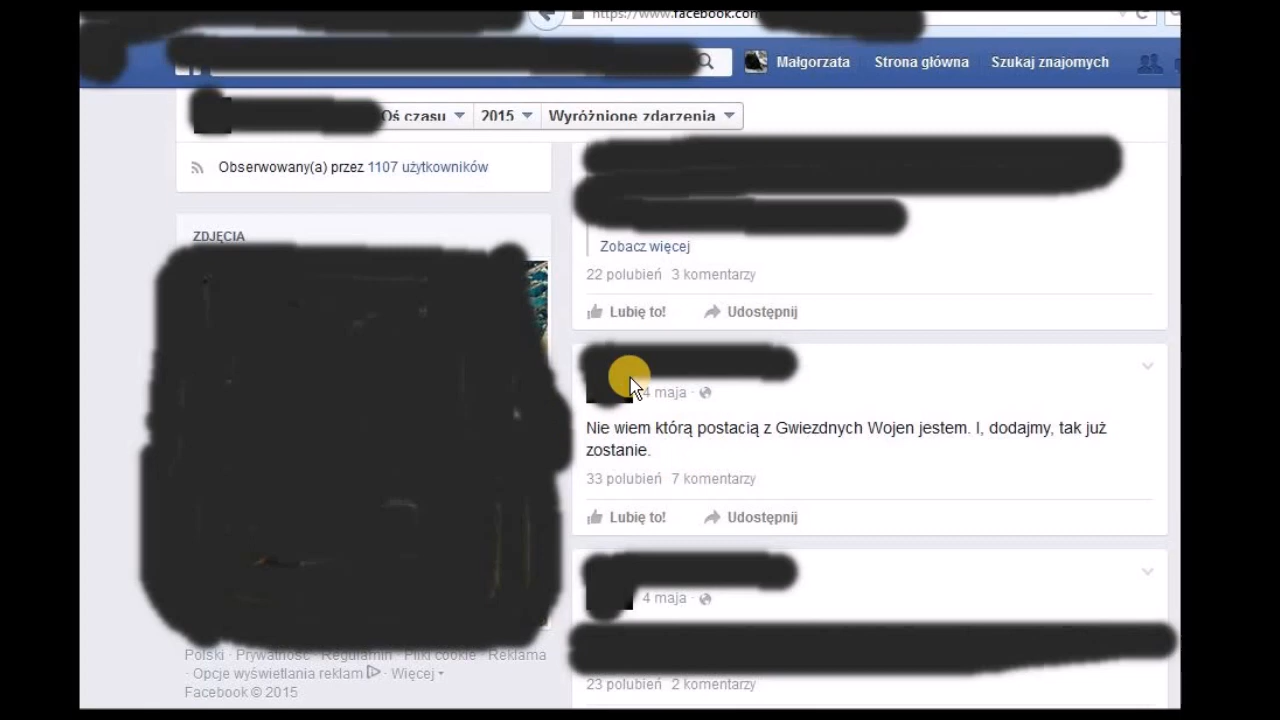 https://www.facebook.com
Małgorzata Strona główna Szukaj znajomych
Oś czasu 2015 Wyróżnione zdarzenia
Obserwowany(a) przez 1107 użytkowników
ZDJĘCIA
Zobacz więcej
22 polubień 3 komentarzy
Lubię to! Udostępnij
4 maja ·
Nie wiem którą postacią z Gwiezdnych Wojen jestem. I, dodajmy, tak już
zostanie.
33 polubień 7 komentarzy
Lubię to! Udostępnij
4 maja ·
23 polubień 2 komentarzy
Polski · Prywatność · Regulamin · Pliki cookie · Reklama
· Opcje wyświetlania reklam · Więcej
Facebook © 2015